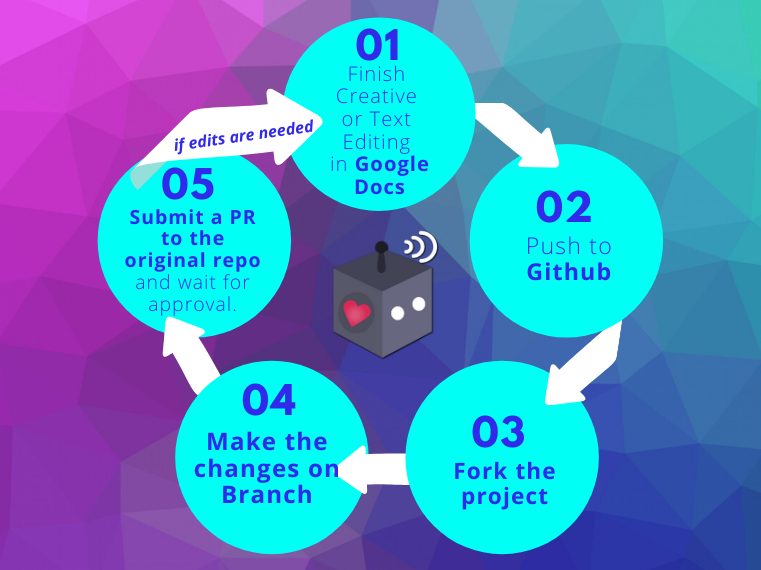 01
Finish
Creative
or Text
Editing
in Google
Docs
02
Push to
Github
03
Fork the
project
04
Make the
changes on
Branch
05
Submit a PR
to the
original repo
and wait for
approval.
if edits are needed